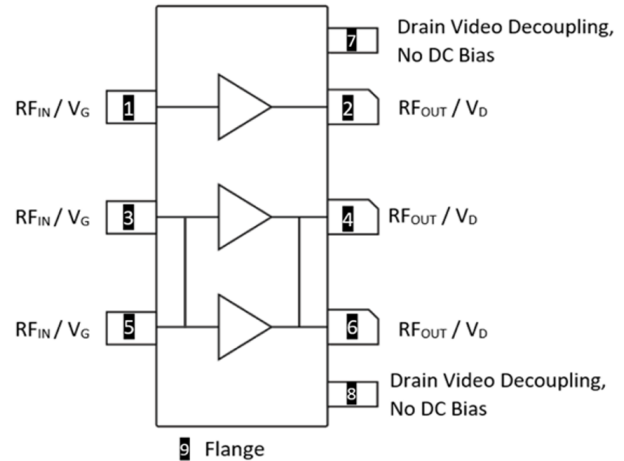 7 Drain Video Decoupling,
No DC Bias
RFIN / VG 1 2 RFOUT / VD
RFIN / VG 3 4 RFOUT / VD
RFIN / VG 5 6 RFOUT / VD
8 Drain Video Decoupling,
No DC Bias
9 Flange